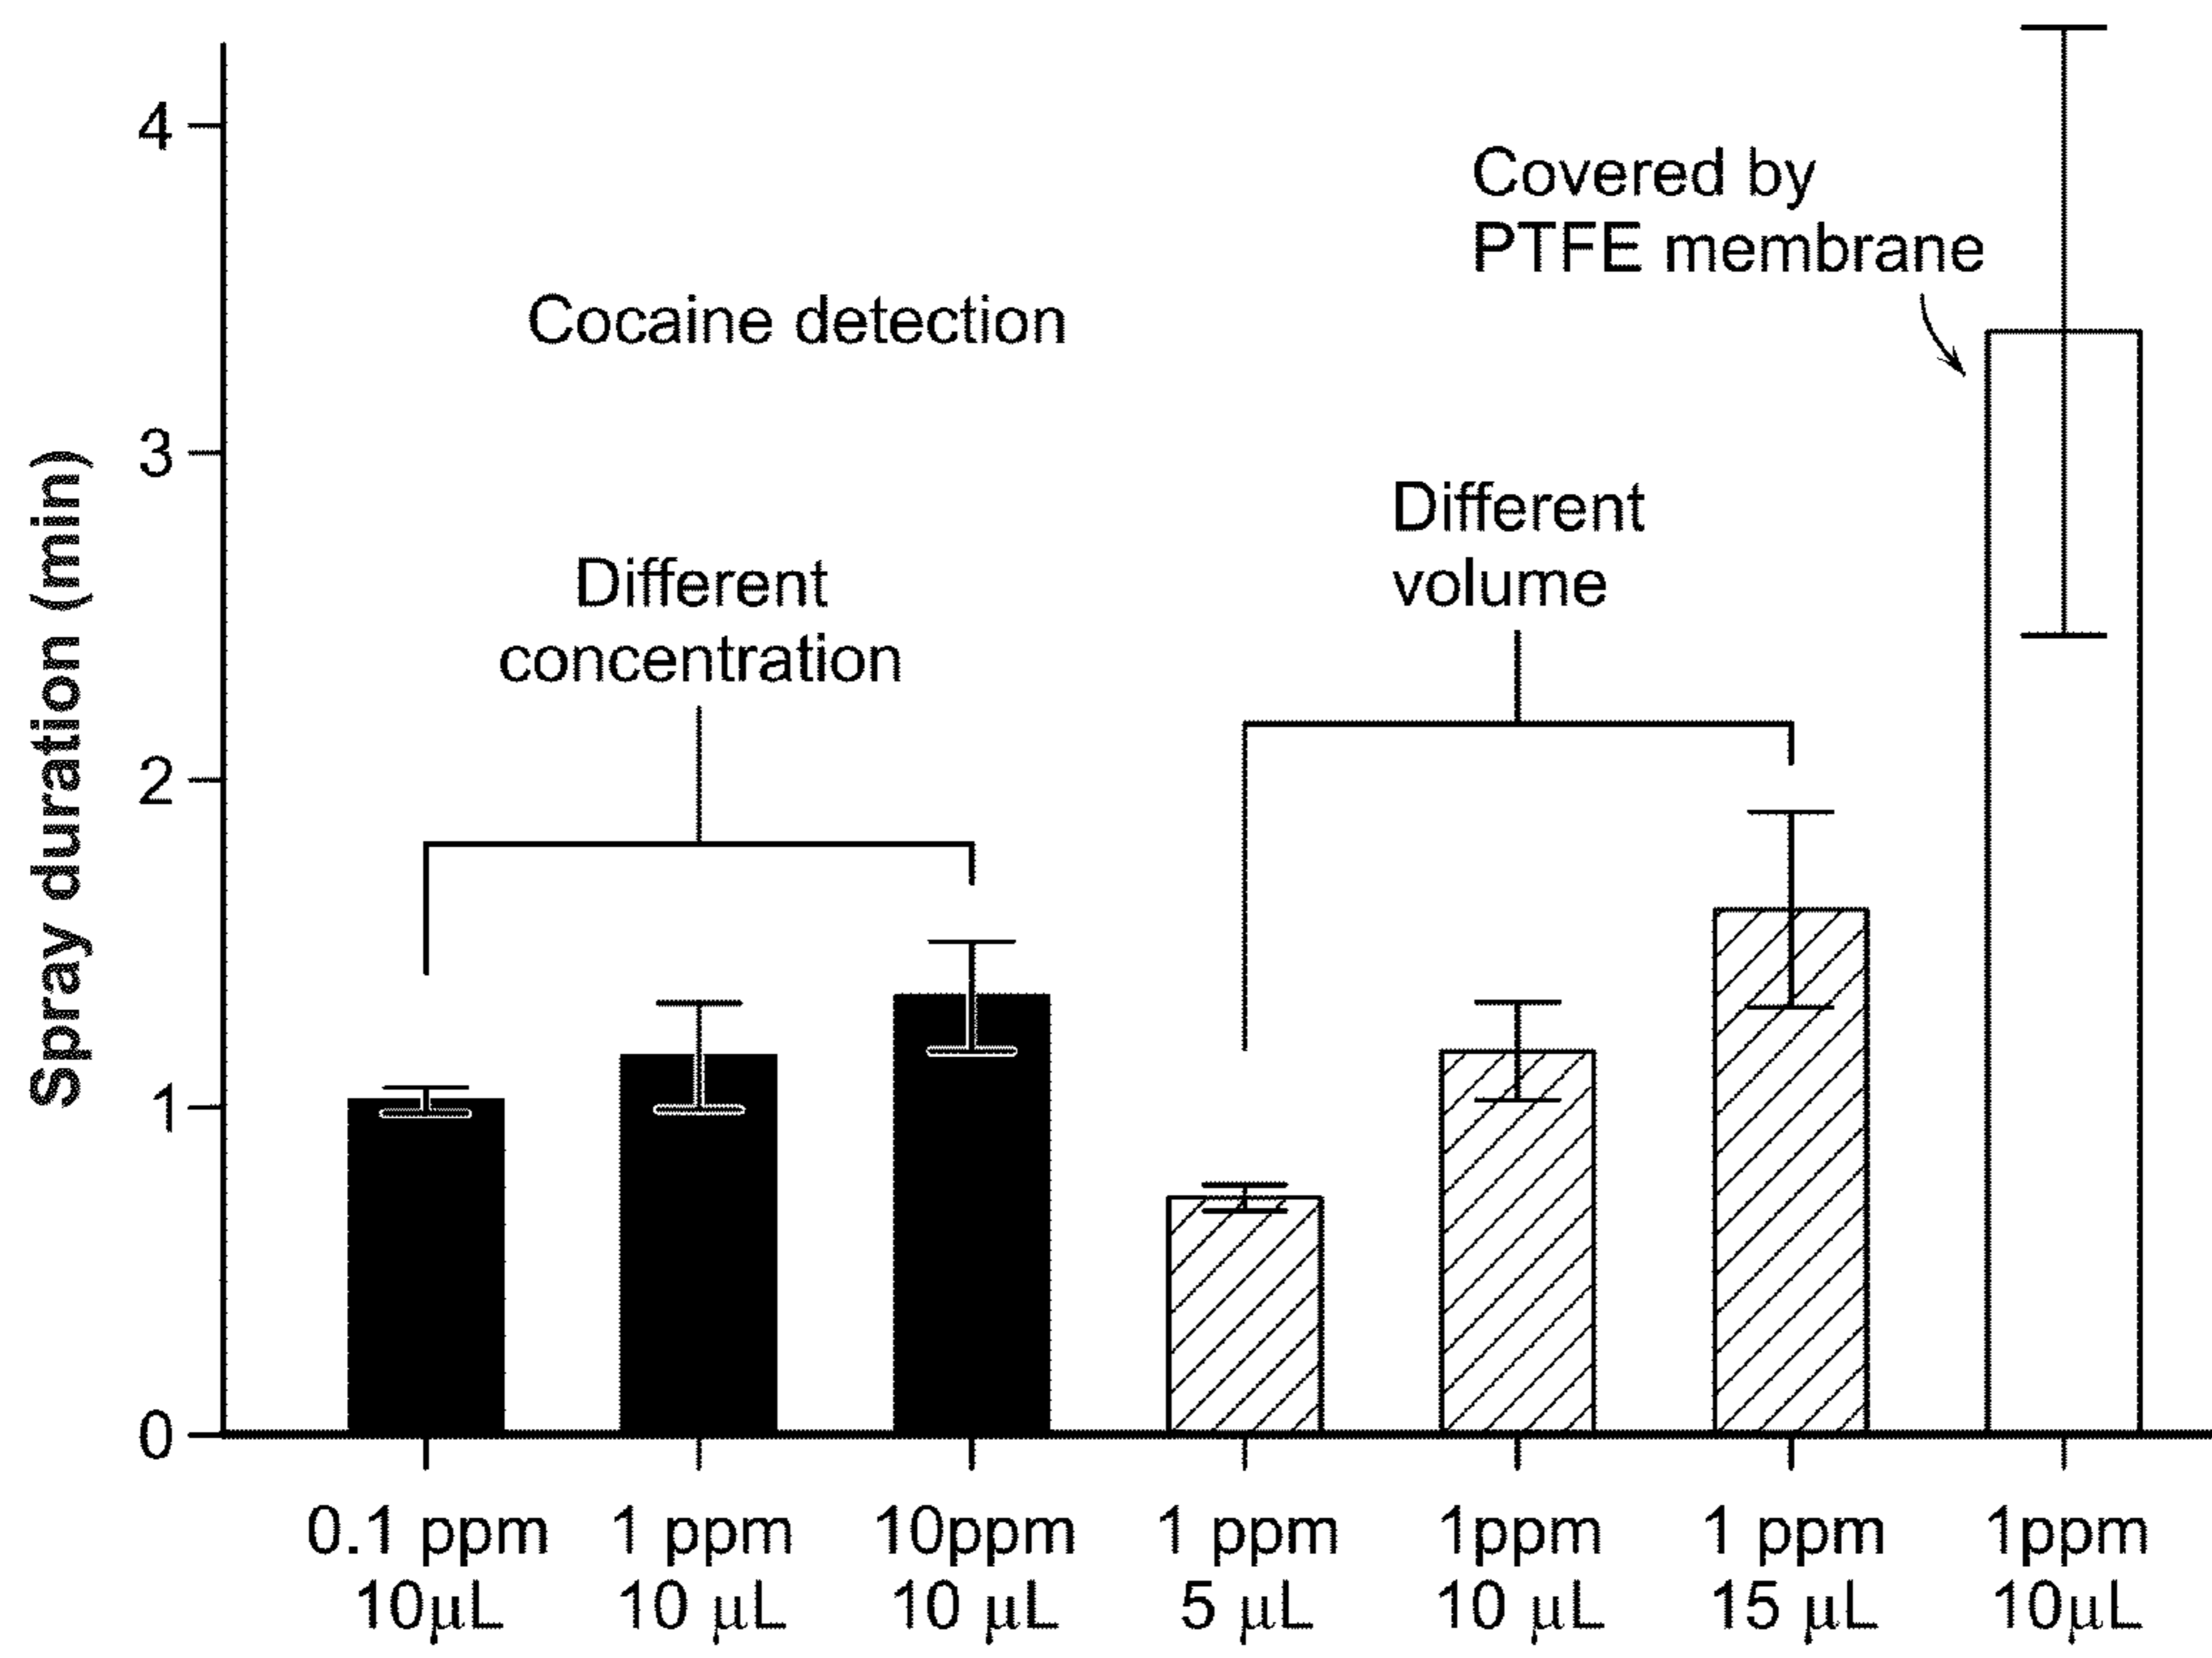 Spray duration (min)
4
3
2
1
0
Cocaine detection
Different
concentration
Different
volume
Covered by
PTFE membrane
0.1 ppm
10μL
1 ppm
10 μL
10ppm
10 μL
1 ppm
5 μL
1ppm
10 μL
1 ppm
15 μL
1ppm
10μL